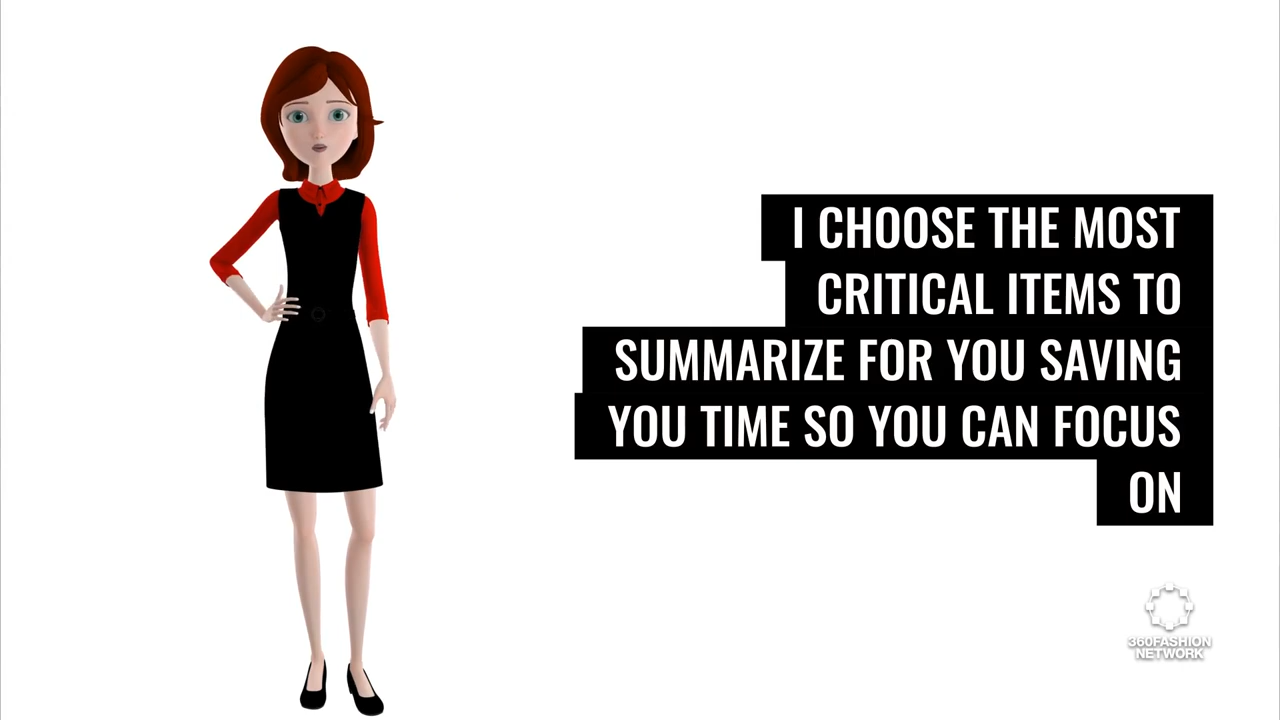 I CHOOSE THE MOST
CRITICAL ITEMS TO
SUMMARIZE FOR YOU SAVING
YOU TIME SO YOU CAN FOCUS
ON
360FASHION
NETWORK